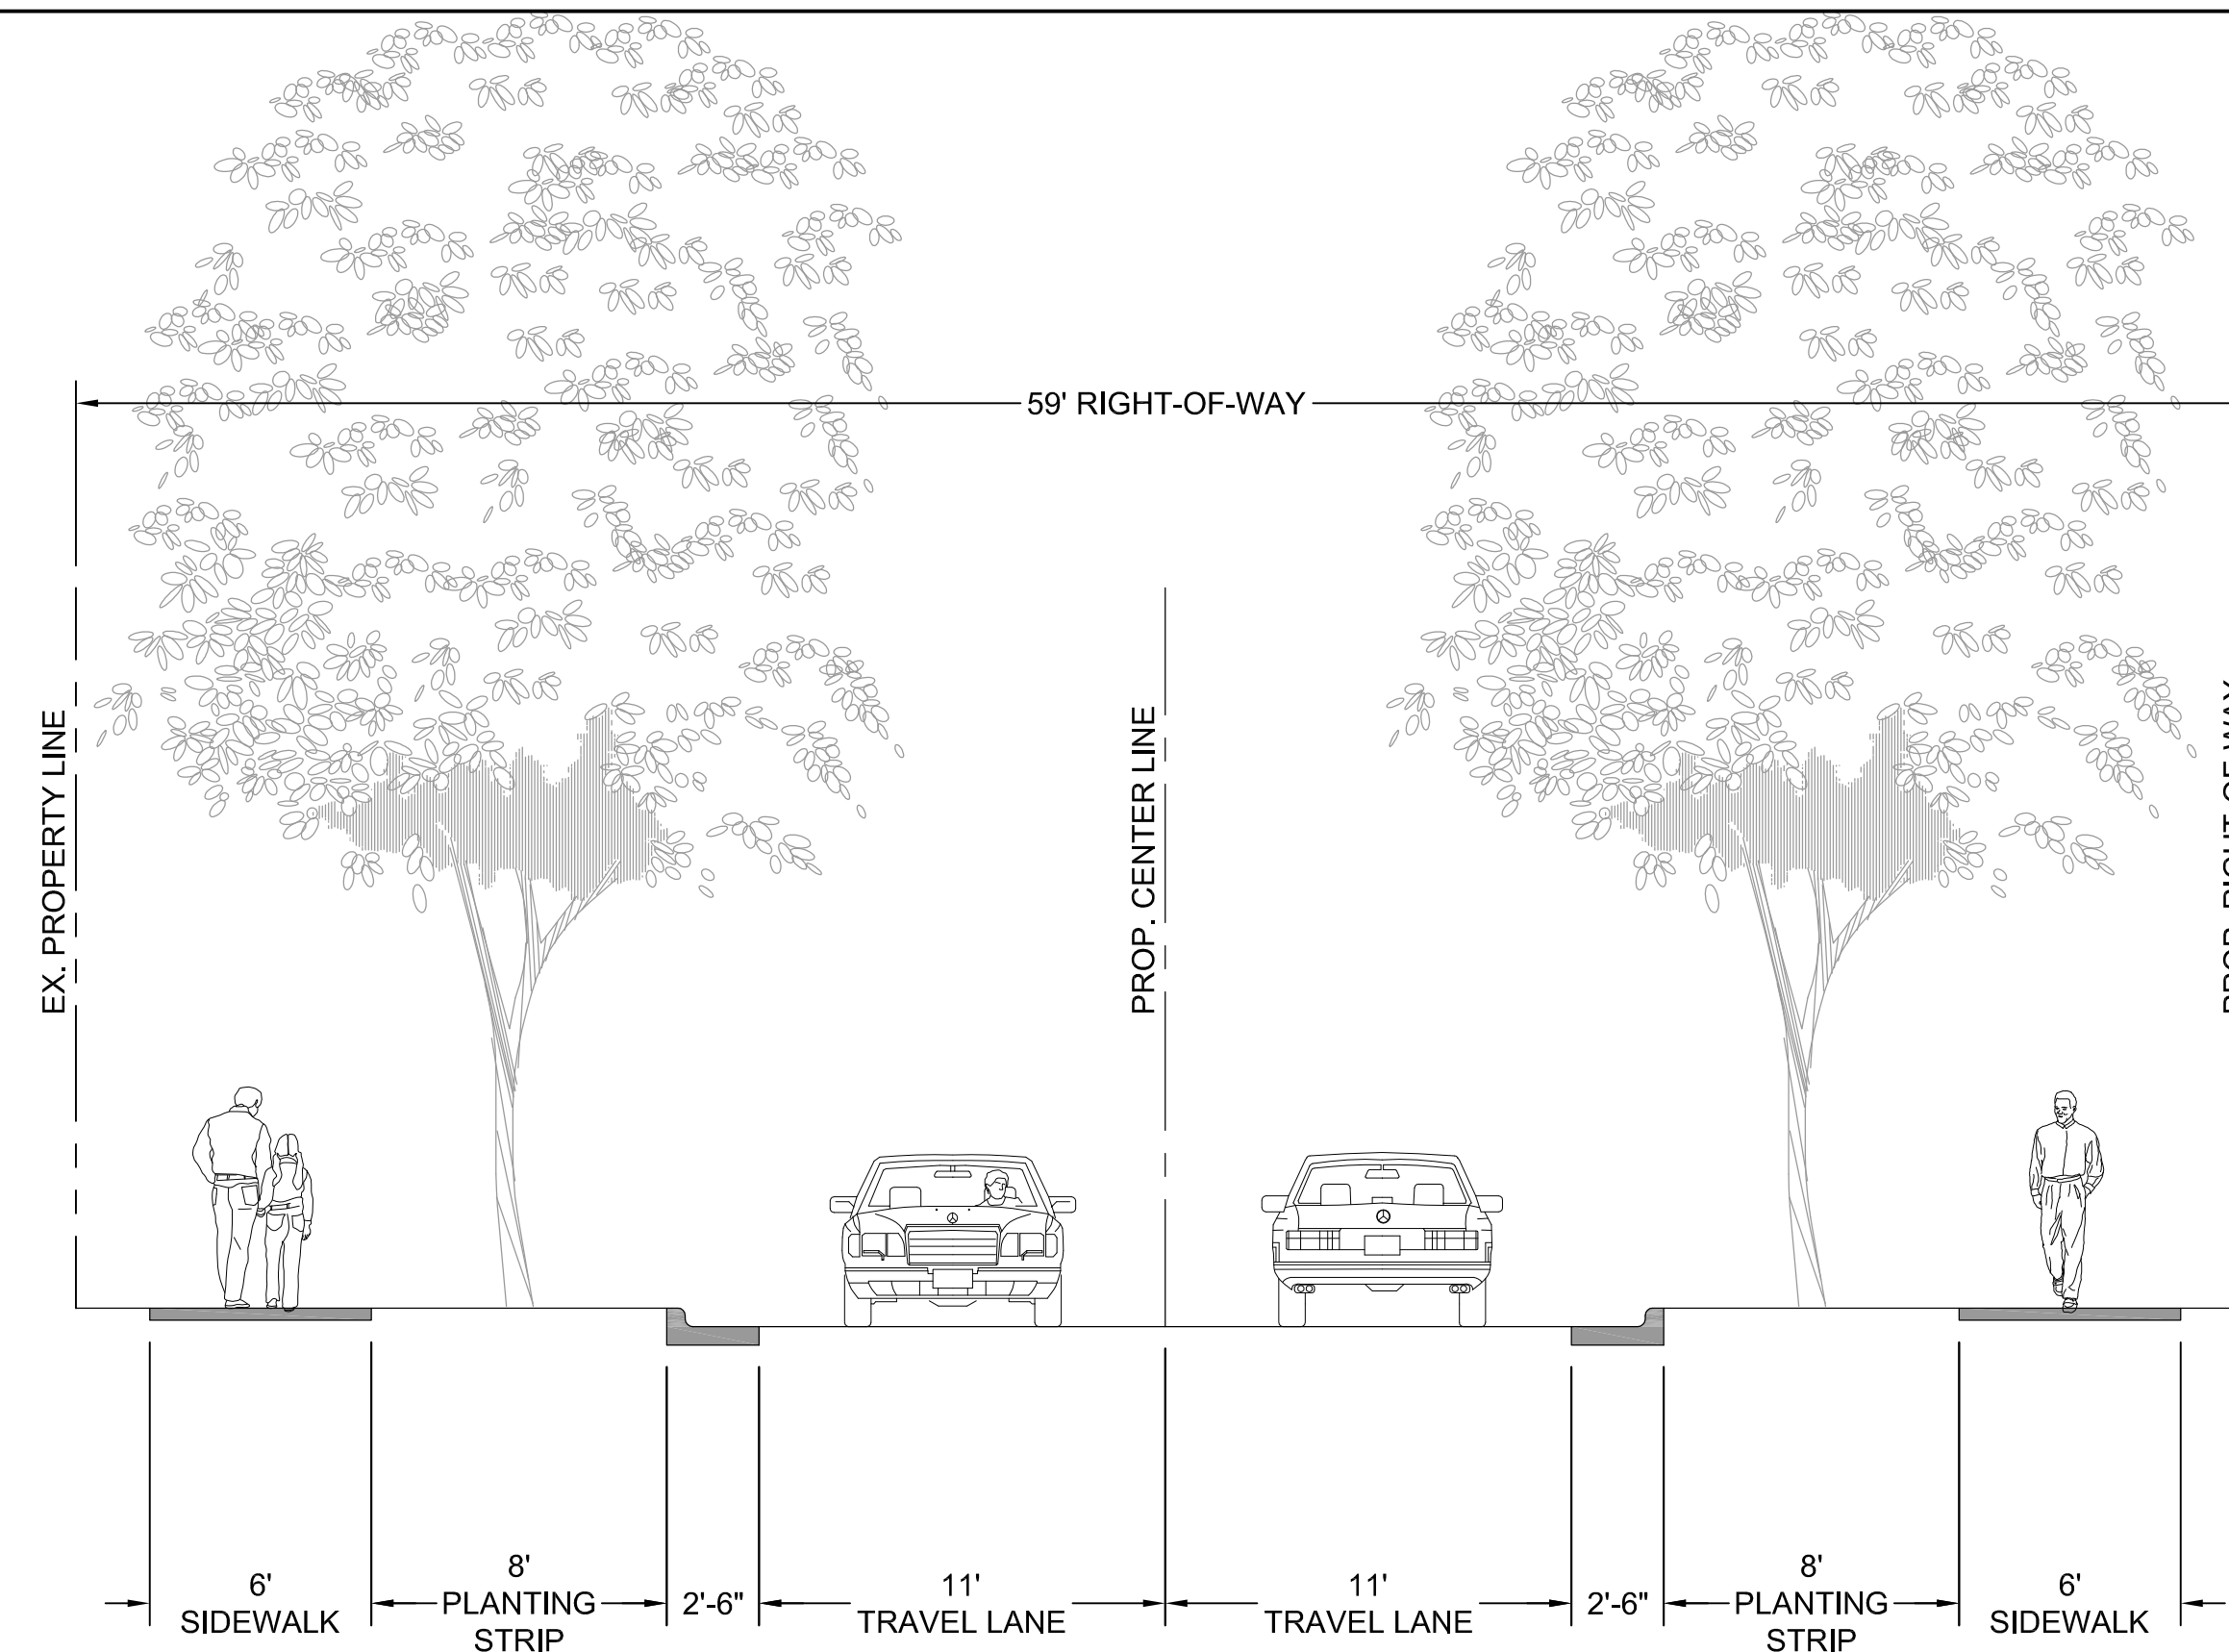 59' RIGHT-OF-WAY
EX. PROPERTY LINE
PROP. CENTER LINE
6'
SIDEWALK
8'
PLANTING
STRIP
2'-6"
11'
TRAVEL LANE
11'
TRAVEL LANE
2'-6"
8'
PLANTING
STRIP
6'
SIDEWALK